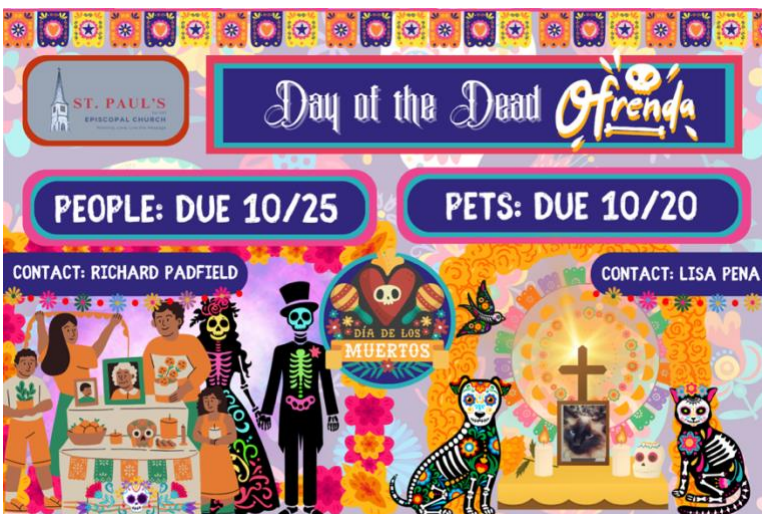 ST. PAUL'S
EPISCOPAL CHURCH
Day of the Dead Ofrenda
PEOPLE: DUE 10/25
PETS: DUE 10/20
CONTACT: RICHARD PADFIELD
CONTACT: LISA PENA
DÍA DE LOS
MUERTOS